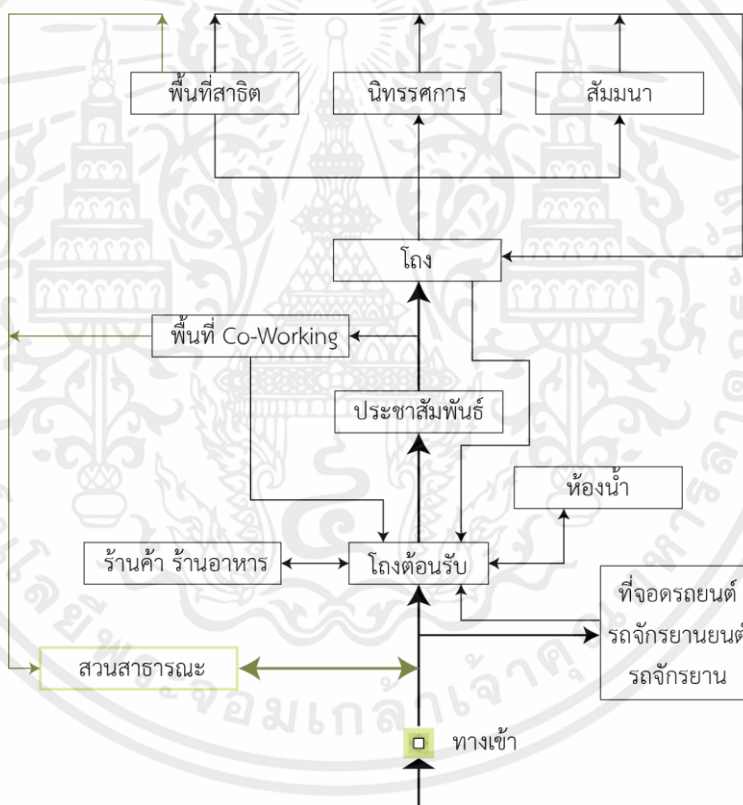 พื้นที่สาธิต
นิทรรศการ
สัมมนา
โถง
พื้นที่ Co-Working
ประชาสัมพันธ์
ห้องน้ำ
ร้านค้า ร้านอาหาร
โถงต้อนรับ
ที่จอดรถยนต์
รถจักรยานยนต์
รถจักรยาน
สวนสาธารณะ
ทางเข้า